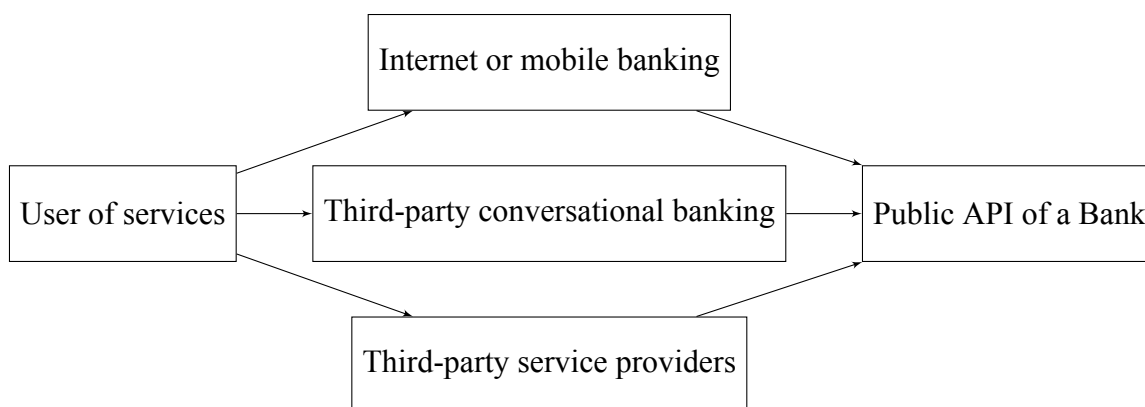 Internet or mobile banking
User of services
Third-party conversational banking
Public API of a Bank
Third-party service providers